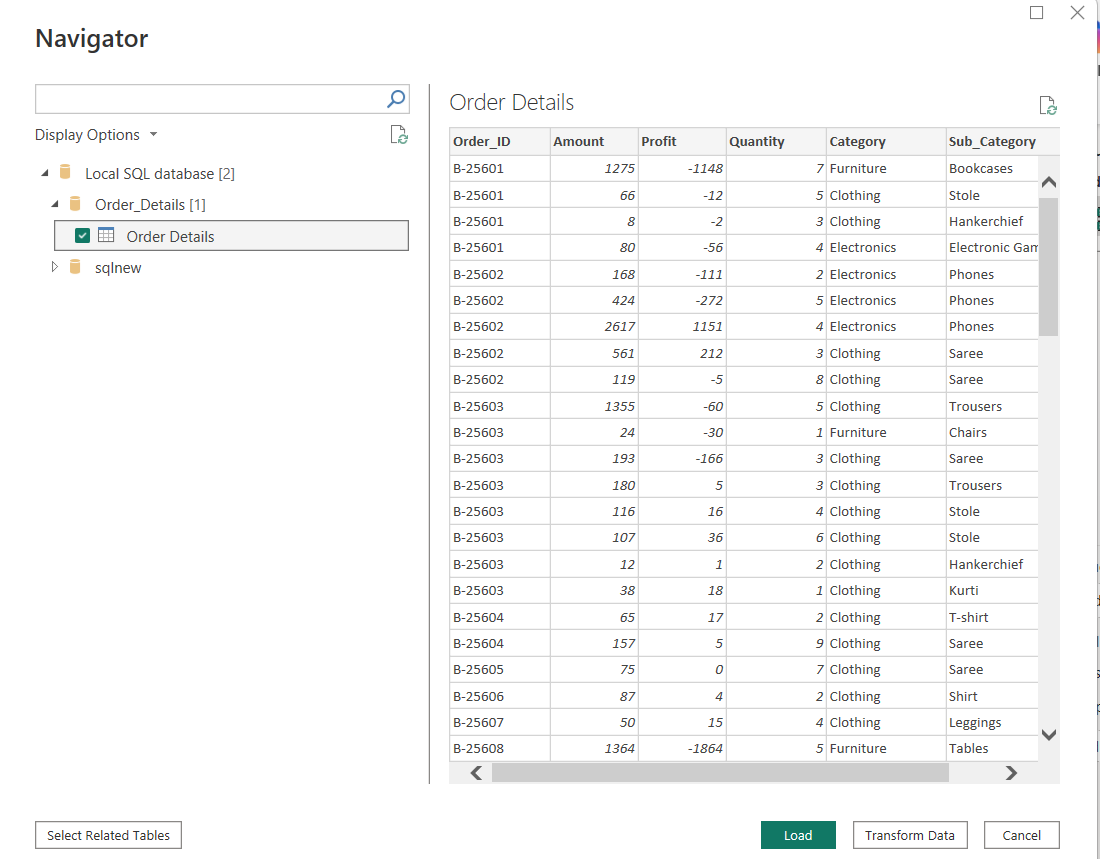 Navigator
Display Options
Local SQL database [2]
Order_Details [1]
Order Details
sqlnew
Order Details
Order_ID Amount Profit Quantity Category Sub_Category
B-25601 1275 -1148 7 Furniture Bookcases
B-25601 66 -12 5 Clothing Stole
B-25601 8 -2 3 Clothing Hankerchief
B-25601 80 -56 4 Electronics Electronic Gam
B-25602 168 -111 2 Electronics Phones
B-25602 424 -272 5 Electronics Phones
B-25602 2617 1151 4 Electronics Phones
B-25602 561 212 3 Clothing Saree
B-25602 119 -5 8 Clothing Saree
B-25603 1355 -60 5 Clothing Trousers
B-25603 24 -30 1 Furniture Chairs
B-25603 193 -166 3 Clothing Saree
B-25603 180 5 3 Clothing Trousers
B-25603 116 16 4 Clothing Stole
B-25603 107 36 6 Clothing Stole
B-25603 12 1 2 Clothing Hankerchief
B-25603 38 18 1 Clothing Kurti
B-25604 65 17 2 Clothing T-shirt
B-25604 157 5 9 Clothing Saree
B-25605 75 0 7 Clothing Saree
B-25606 87 4 2 Clothing Shirt
B-25607 50 15 4 Clothing Leggings
B-25608 1364 -1864 5 Furniture Tables
Select Related Tables
Load
Transform Data
Cancel